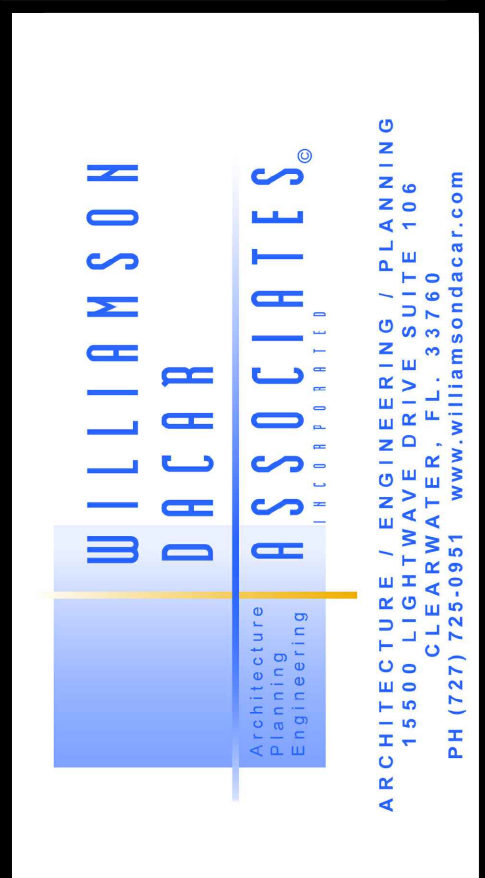 WILLIAMSON
DACAR
ASSOCIATES©
INCORPORATED
Architecture
Planning
Engineering
ARCHITECTURE / ENGINEERING / PLANNING
15500 LIGHTWAVE DRIVE SUITE 106
CLEARWATER, FL. 33760
PH (727) 725-0951 www.williamsondacar.com